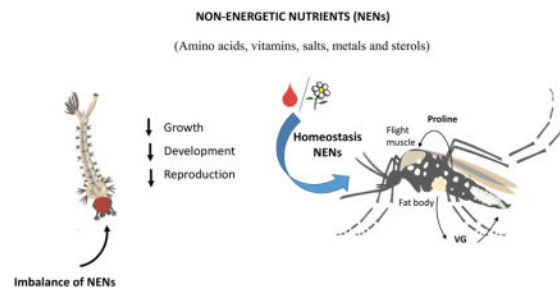 NON-ENERGETIC NUTRIENTS (NENs)
(Amino acids, vitamins, salts, metals and sterols)
Growth
Development
Reproduction
Imbalance of NENs
Homeostasis
NENs
Flight
muscle
Proline
Fat body
VG